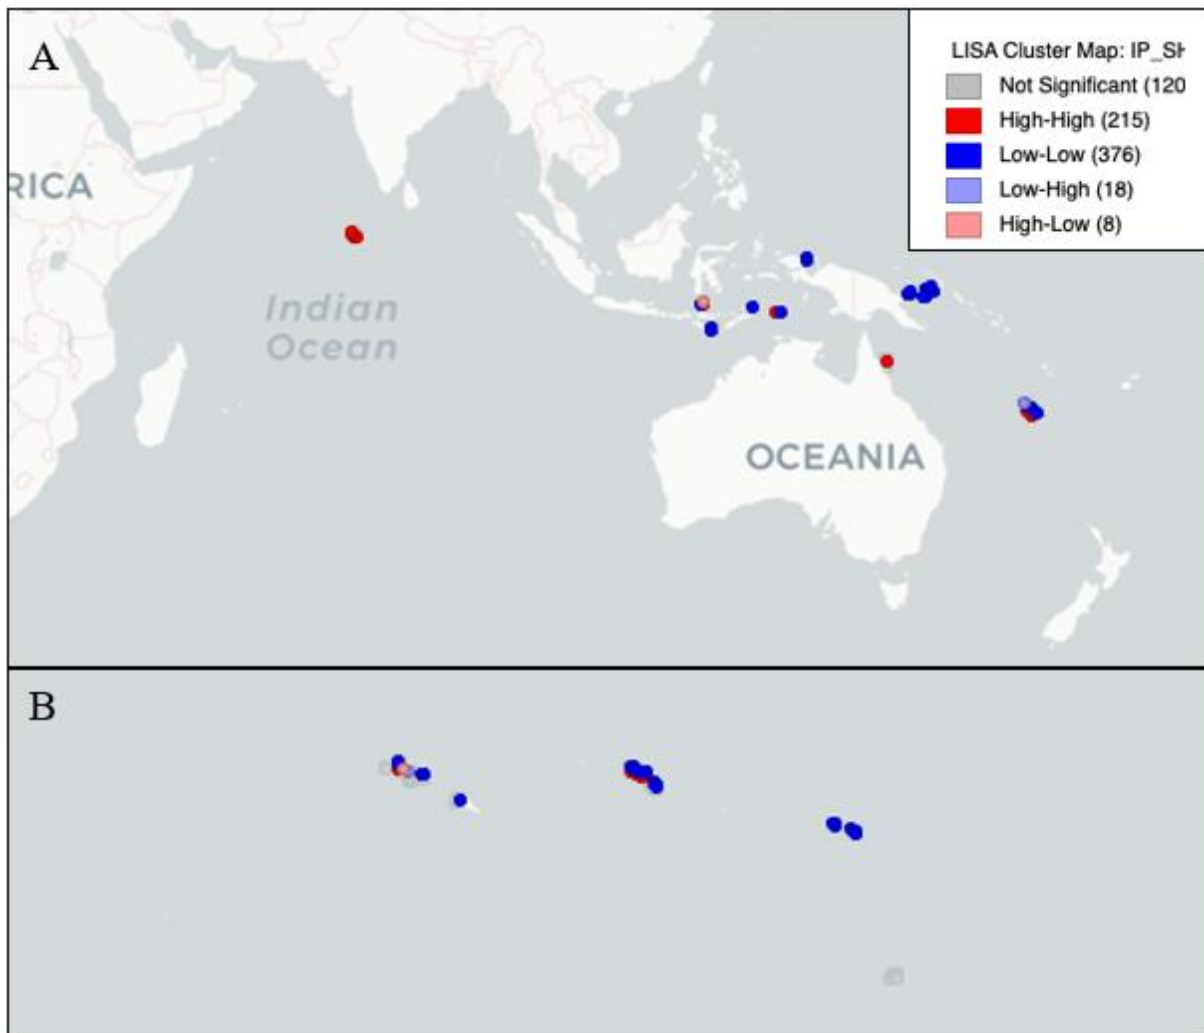 A
LISA Cluster Map: IP_SH
Not Significant (120
High-High (215)
Low-Low (376)
Low-High (18)
High-Low (8)
RICA
Indian
Ocean
OCEANIA
B